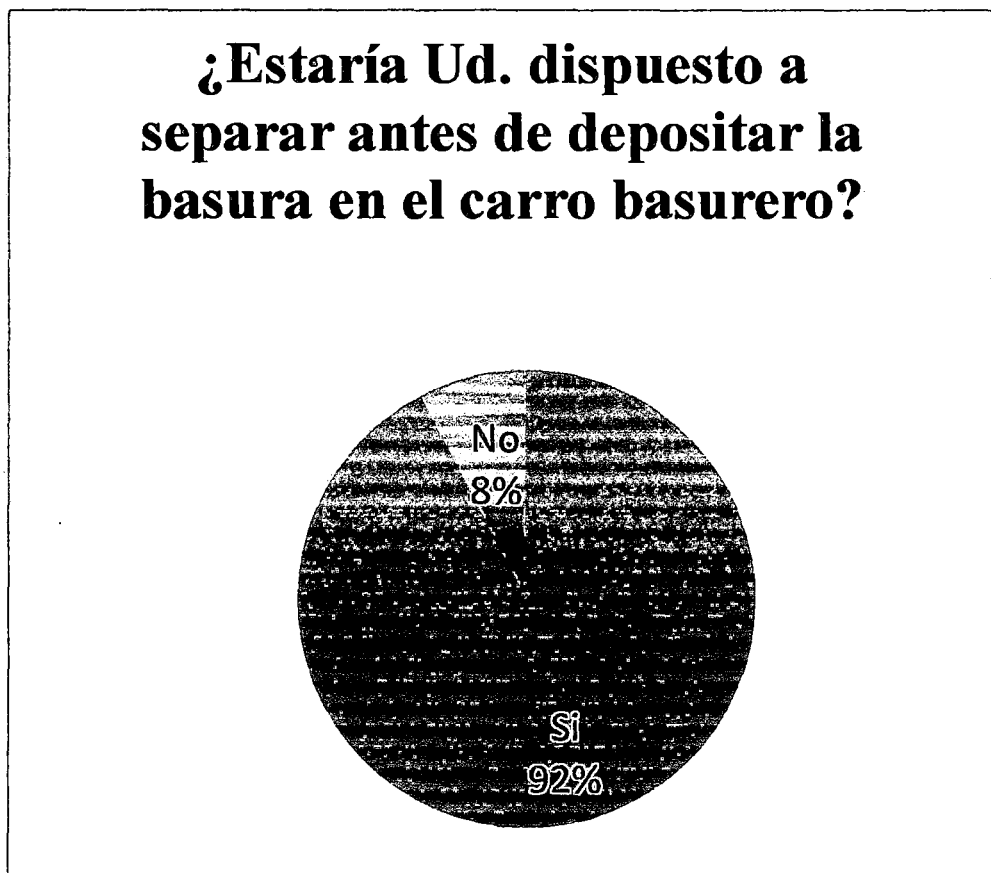 ¿Estaría Ud. dispuesto a
separar antes de depositar la
basura en el carro basurero?
No
8%
Si
92%